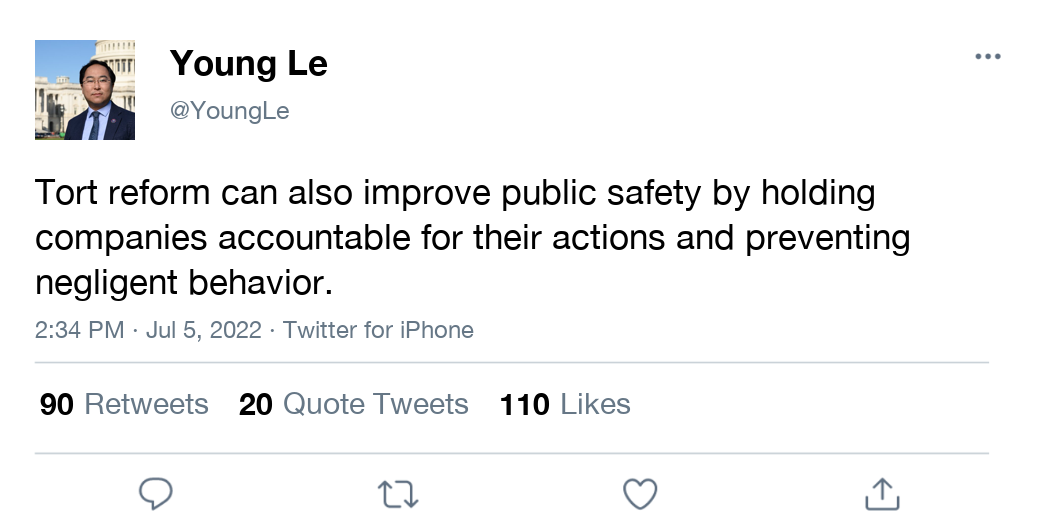 Young Le
@YoungLe
Tort reform can also improve public safety by holding
companies accountable for their actions and preventing
negligent behavior.
2:34 PM · Jul 5, 2022 · Twitter for iPhone
90 Retweets 20 Quote Tweets 110 Likes